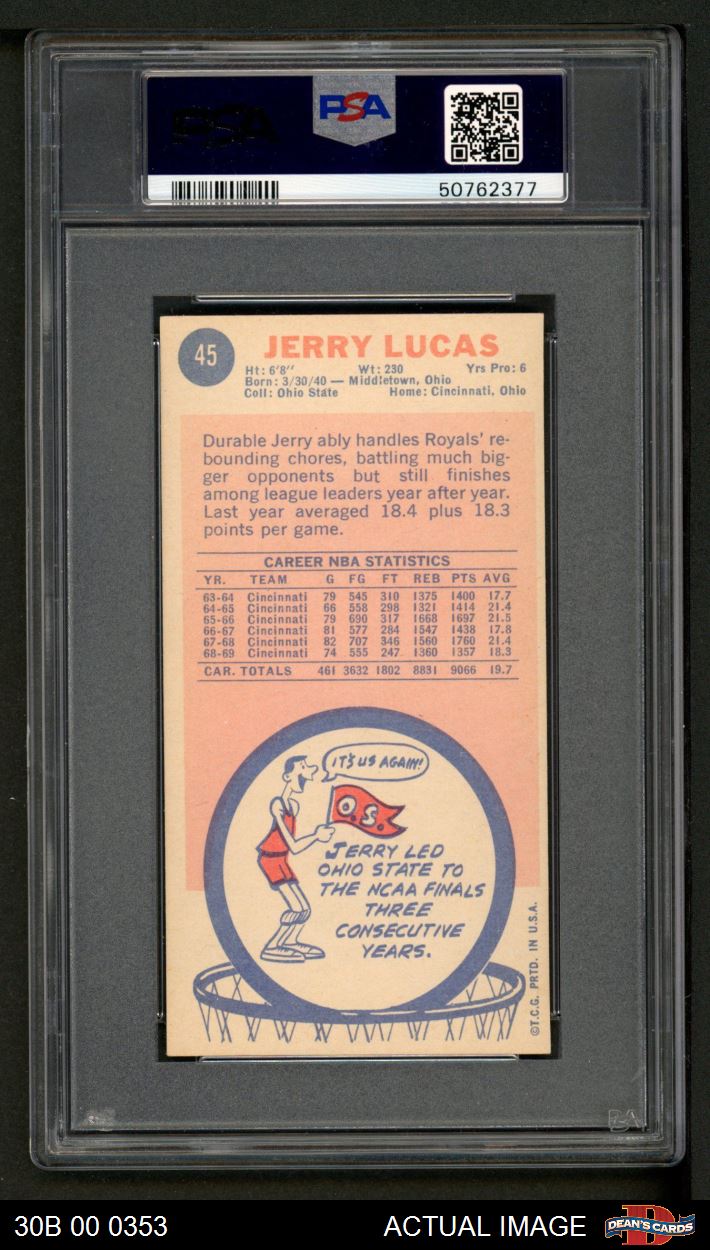 PSA
PSA
50762377
45
JERRY LUCAS
Ht: 6'8'' Wt: 230 Yrs Pro: 6
Born: 3/30/40 — Middletown, Ohio
Coll: Ohio State Home: Cincinnati, Ohio
Durable Jerry ably handles Royals' re-
bounding chores, battling much big-
ger opponents but still finishes
among league leaders year after year.
Last year averaged 18.4 plus 18.3
points per game.
CAREER NBA STATISTICS
YR. TEAM G FG FT REB PTS AVG
63-64 Cincinnati 79 545 310 1375 1400 17.7
64-65 Cincinnati 66 558 298 1321 1414 21.4
65-66 Cincinnati 79 690 317 1668 1697 21.5
66-67 Cincinnati 81 577 284 1547 1438 17.8
67-68 Cincinnati 82 707 346 1560 1760 21.4
68-69 Cincinnati 74 555 247 1360 1357 18.3
CAR. TOTALS 461 3632 1802 8831 9066 19.7
IT'S US AGAIN!
O.S.
JERRY LED
OHIO STATE TO
THE NCAA FINALS
THREE
CONSECUTIVE
YEARS.
©T.C.G. PRTD. IN U.S.A.
30B 00 0353
ACTUAL IMAGE
DEAN'S CARDS